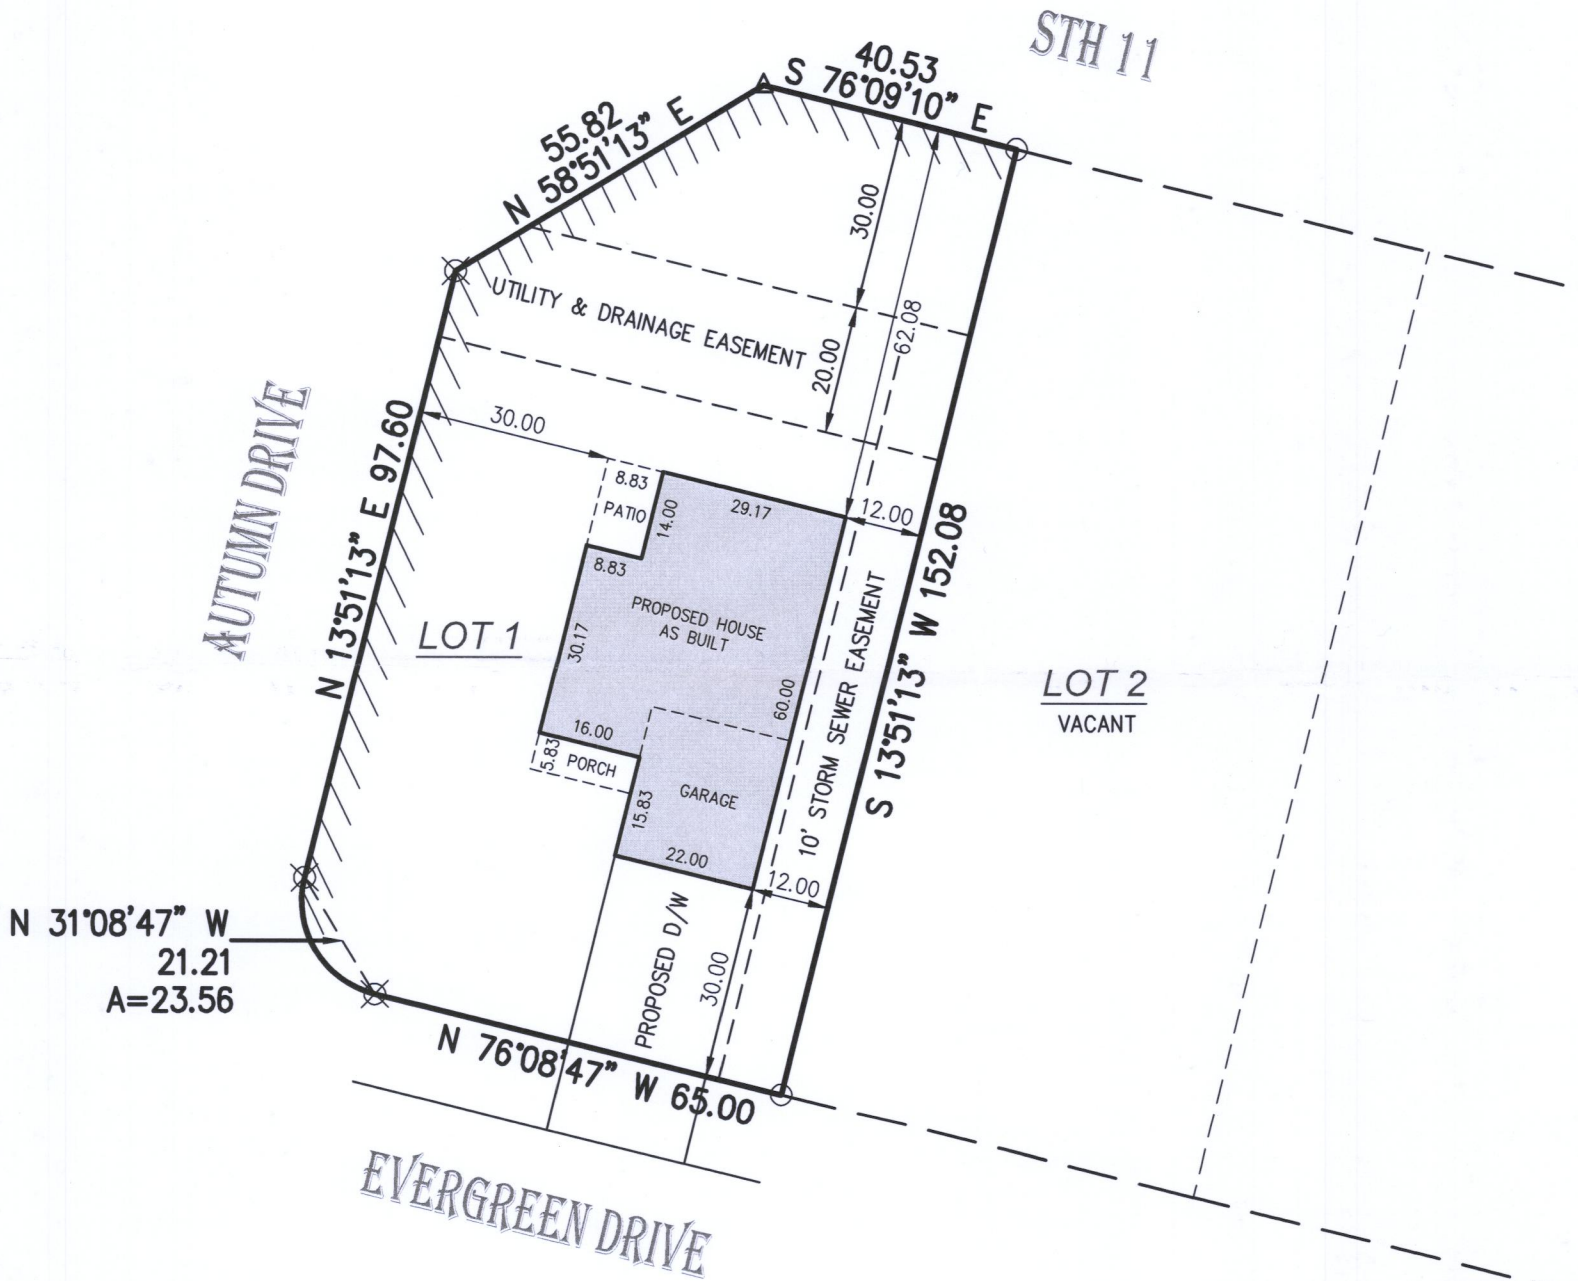 STH 11
40.53
S 76°09'10" E
55.82
N 58°51'13" E
30.00
62.08
UTILITY & DRAINAGE EASEMENT
20.00
AUTUMN DRIVE
N 13°51'13" E 97.60
30.00
8.83
PATIO
14.00
29.17
12.00
8.83
PROPOSED HOUSE
AS BUILT
30.17
60.00
LOT 1
10' STORM SEWER EASEMENT
S 13°51'13" W 152.08
LOT 2
VACANT
16.00
5.83
PORCH
GARAGE
15.83
22.00
12.00
PROPOSED D/W
30.00
N 31°08'47" W
21.21
A=23.56
N 76°08'47" W 65.00
EVERGREEN DRIVE